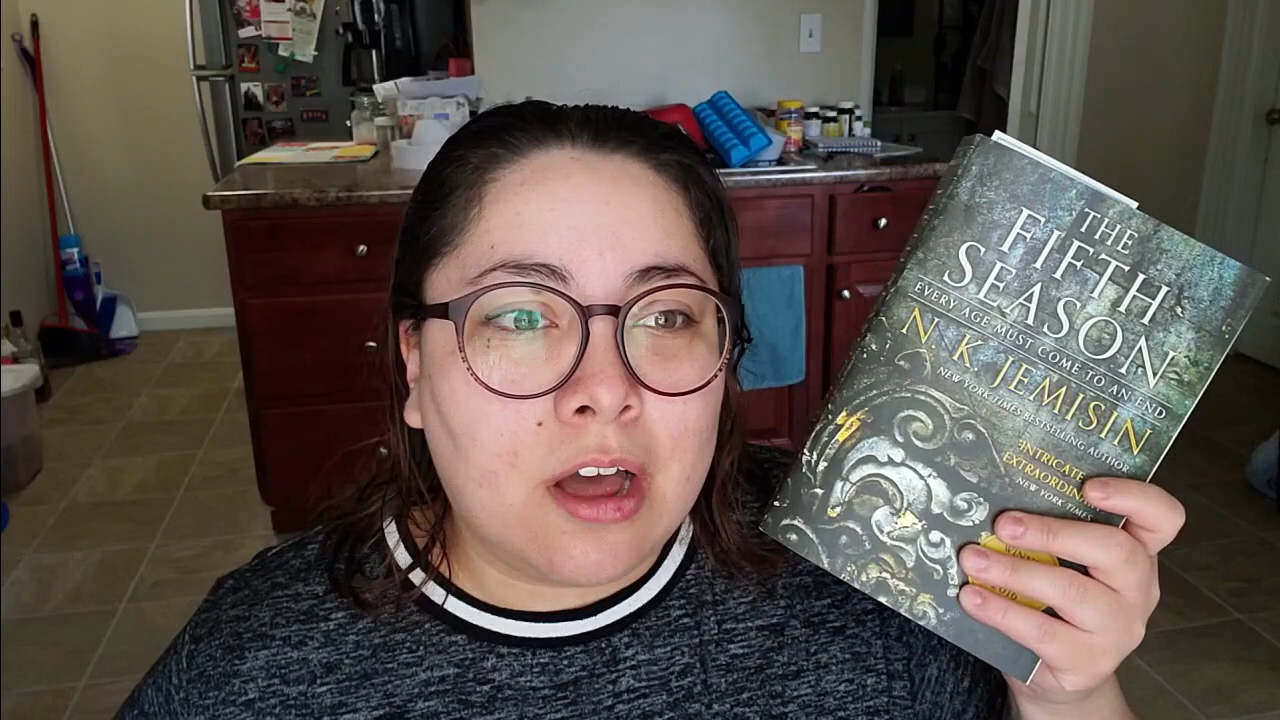 THE
FIFTH
SEASON
EVERY AGE MUST COME TO AN END
N K JEMISIN
NEW YORK TIMES BESTSELLING AUTHOR
INTRICATE
NEW YORK TIMES
2016